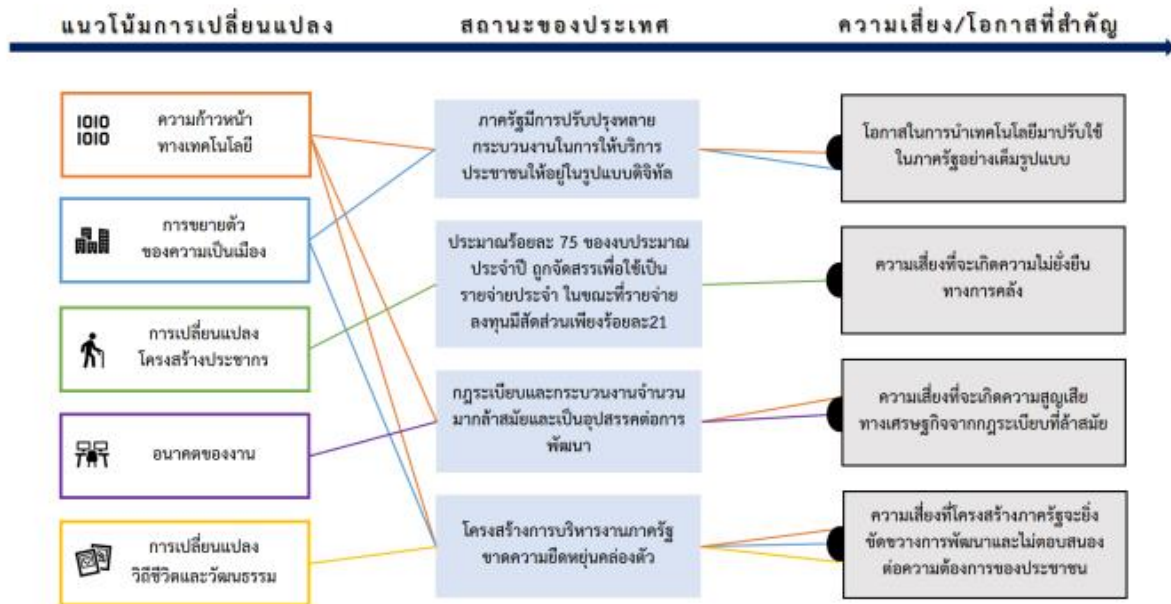 แนวโน้มการเปลี่ยนแปลง
สถานะของประเทศ
ความเสี่ยง/โอกาสที่สำคัญ
1010
1010
ความก้าวหน้า
ทางเทคโนโลยี
การขยายตัว
ของความเป็นเมือง
การเปลี่ยนแปลง
โครงสร้างประชากร
อนาคตของงาน
การเปลี่ยนแปลง
วิถีชีวิตและวัฒนธรรม
ภาครัฐมีการปรับปรุงหลาย
กระบวนงานในการให้บริการ
ประชาชนให้อยู่ในรูปแบบดิจิทัล
ประมาณร้อยละ 75 ของงบประมาณ
ประจำปี ถูกจัดสรรเพื่อใช้เป็น
รายจ่ายประจำ ในขณะที่รายจ่าย
ลงทุนมีสัดส่วนเพียงร้อยละ21
กฎระเบียบและกระบวนงานจำนวน
มากล้าสมัยและเป็นอุปสรรคต่อการ
พัฒนา
โครงสร้างการบริหารงานภาครัฐ
ขาดความยืดหยุ่นคล่องตัว
โอกาสในการนำเทคโนโลยีมาปรับใช้
ในภาครัฐอย่างเต็มรูปแบบ
ความเสี่ยงที่จะเกิดความไม่ยั่งยืน
ทางการคลัง
ความเสี่ยงที่จะเกิดความสูญเสีย
ทางเศรษฐกิจจากกฎระเบียบที่ล้าสมัย
ความเสี่ยงที่โครงสร้างภาครัฐจะยิ่ง
ขัดขวางการพัฒนาและไม่ตอบสนอง
ต่อความต้องการของประชาชน